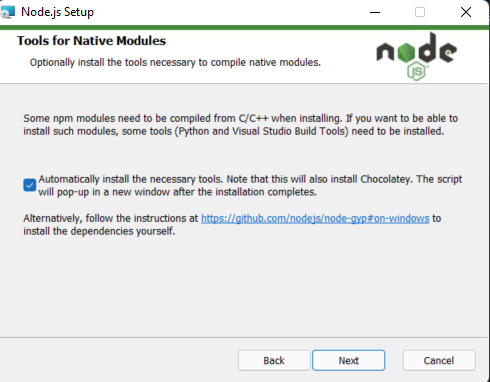 Node.js Setup
Tools for Native Modules
Optionally install the tools necessary to compile native modules.
node
JS
Some npm modules need to be compiled from C/C++ when installing. If you want to be able to
install such modules, some tools (Python and Visual Studio Build Tools) need to be installed.
Automatically install the necessary tools. Note that this will also install Chocolatey. The script
will pop-up in a new window after the installation completes.
Alternatively, follow the instructions at https://github.com/nodejs/node-gyp#on-windows to
install the dependencies yourself.
Back Next Cancel